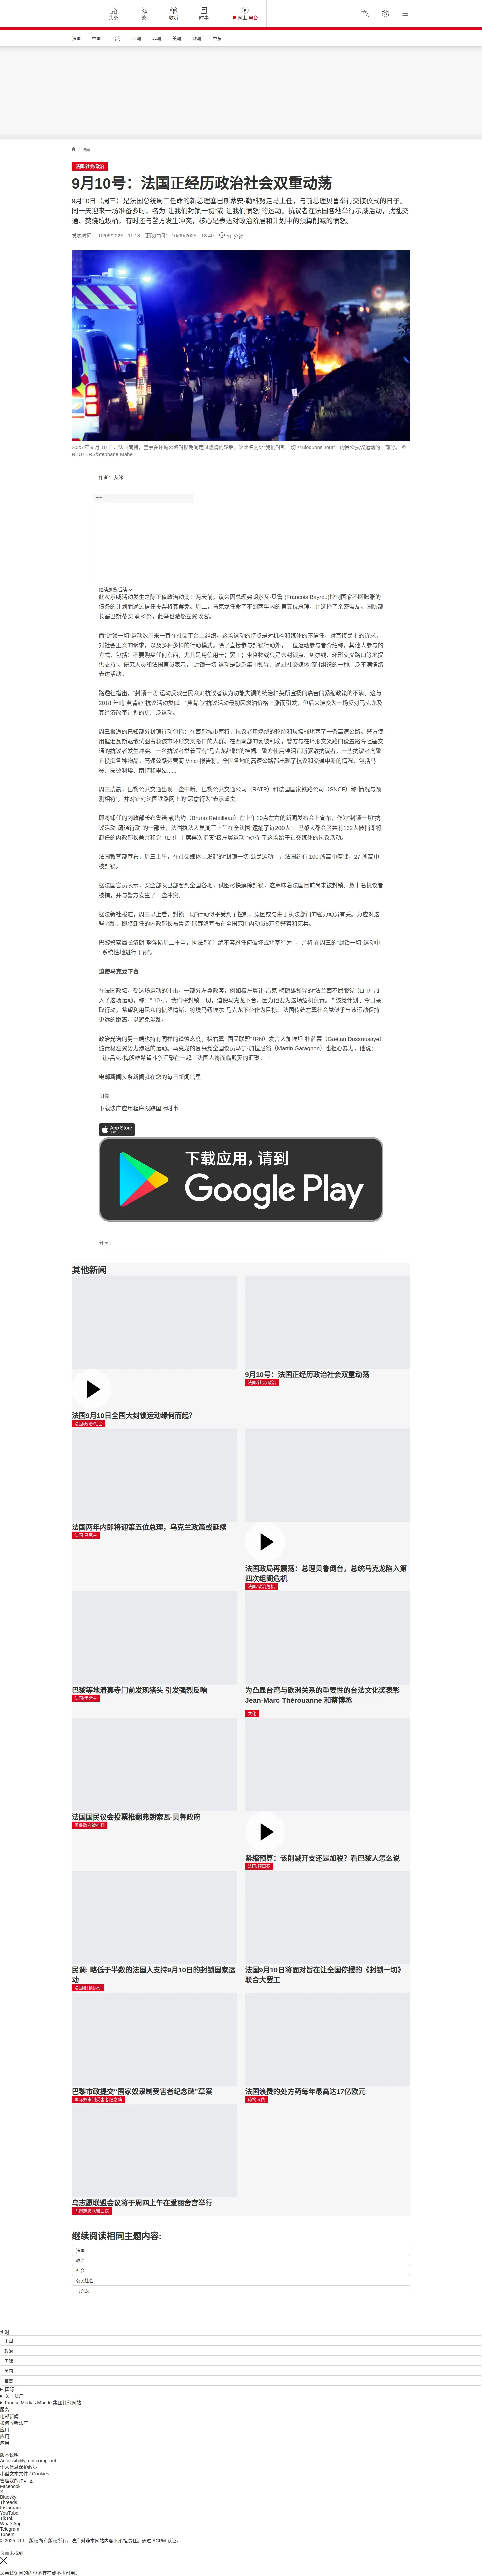 头条
繁
收听
时事
网上 电台
法国
中国
台海
亚洲
非洲
美洲
欧洲
中东
/ 法国
法国/社会/政治
9月10号：法国正经历政治社会双重动荡
9月10日（周三）是法国总统周二任命的新总理塞巴斯蒂安·勒科努走马上任，与前总理贝鲁举行交接仪式的日子。
同一天迎来一场准备多时，名为“让我们封锁一切”或“让我们愤怒”的运动。抗议者在法国各地举行示威活动，扰乱交
通、焚烧垃圾桶，有时还与警方发生冲突，核心是表达对政治阶层和计划中的预算削减的愤怒。
发表时间： 10/09/2025 - 11:18 更改时间： 10/09/2025 - 13:40
11 分钟
2025 年 9 月 10 日，法国南特，警察在环城公路封锁期间走过燃烧的轮胎，这是名为让“我们封锁一切”(“Bloquons Tout”）的民众抗议运动的一部分。 ©
REUTERS/Stephane Mahe
作者： 艾米
广告
继续浏览后续
此次示威活动发生之际正值政治动荡：两天前，议会因总理弗朗索瓦·贝鲁 (Francois Bayrou)控制国家不断膨胀的
债务的计划而通过信任投票将其罢免。周二，马克龙任命了不到两年内的第五位总理，并选择了亲密盟友，国防部
长塞巴斯蒂安·勒科努，此举也激怒左翼政客。
而“封锁一切”运动数周来一直在社交平台上组织。这场运动的特点是对机构和媒体的不信任，对直接民主的诉求，
对社会正义的诉求，以及多种多样的行动模式。除了直接参与封锁行动外，一位运动参与者介绍称，其他人参与的
方式，包括：不要购买任何东西，尤其是用信用卡；罢工；带食物或只是去封锁点、纠察线、环形交叉路口等地提
供支持”。研究人员和法国官员表示，“封锁一切”运动是缺乏集中领导、通过社交媒体临时组织的一种广泛不满情绪
表达活动。
路透社指出，“封锁一切”运动反映出民众对抗议者认为功能失调的统治精英所宣扬的痛苦的紧缩政策的不满。这与
2018 年的“黄背心”抗议活动类似。“黄背心”抗议活动最初因燃油价格上涨而引发，但后来演变为一场反对马克龙及
其经济改革计划的更广泛运动。
周三报道的已知部分封锁行动包括：在西部城市南特，抗议者用燃烧的轮胎和垃圾桶堵塞了一条高速公路。警方使
用催泪瓦斯驱散试图占领该市环形交叉路口的人群。在西南部的蒙彼利埃，警方与在环形交叉路口设置路障阻塞交
通的抗议者发生冲突。一名抗议者举着写有“马克龙辞职”的横幅。警方使用催泪瓦斯驱散抗议者，一些抗议者向警
方投掷各种物品。高速公路运营商 Vinci 报告称，全国各地的高速公路都出现了抗议和交通中断的情况，包括马
赛、蒙彼利埃、南特和里昂......
周三凌晨，巴黎公共交通出现一些中断。巴黎公共交通公司（RATP）和法国国家铁路公司（SNCF）称“情况与预
测相符”，并对针对法国铁路网上的“恶意行为”表示谴责。
即将卸任的内政部长布鲁诺·勒塔约（Bruno Retailleau）在上午10点左右的新闻发布会上宣布，作为“封锁一切”抗
议活动“疏通行动”的一部分，法国执法人员周三上午在全法国“逮捕了近200人”。巴黎大都会区共有132人被捕即将
卸任的内政部长兼共和党（LR）主席再次指责“极左翼运动”“劫持”了这场始于社交媒体的抗议活动。
法国教育部宣布，周三上午，在社交媒体上发起的“封锁一切”公民运动中，法国约有 100 所高中停课，27 所高中
被封锁。
据法国官员表示，安全部队已部署到全国各地，试图尽快解除封锁，这意味着法国目前尚未被封锁。数十名抗议者
被捕，并与警方发生了一些冲突。
据法新社报道，周三早上看，封锁一切“行动似乎受到了控制，原因或与由于执法部门的强力动员有关。为应对这
些骚乱，即将卸任的内政部长布鲁诺·瑞泰洛宣布在全国范围内动员8万名警察和宪兵。
巴黎警察局长洛朗·努涅斯周二重申，执法部门“ 绝不容忍任何破坏或堵塞行为 ”，并将 在周三的“封锁一切”运动中
“ 系统性地进行干预”。
迫使马克龙下台
在法国政坛，受这场运动的冲击，一部分左翼政客，例如极左翼让-吕克·梅朗雄领导的“法兰西不屈服党”（LFI）加
入了这场运动，称：“ 10号，我们将封锁一切，迫使马克龙下台，因为他要为这场危机负责。 ” 该党计划于今日采
取行动，希望利用民众的愤怒情绪，将埃马纽埃尔·马克龙下台作为目标。法国传统左翼社会党似乎与该运动保持
更远的距离，以避免混乱。
政治光谱的另一端也持有同样的谨慎态度，极右翼 “国民联盟”（RN）发言人加埃坦·杜萨赛（Gaëtan Dussausaye）
谴责极左翼势力渗透的运动。马克龙的复兴党全国议员马丁·加拉尼翁（Martin Garagnon）也担心暴力，他说：
“ 让-吕克·梅朗雄希望斗争汇聚在一起。法国人将面临毁灭的汇聚。 ”
电邮新闻头条新闻就在您的每日新闻信里
订阅
下载法广应用程序跟踪国际时事
App Store
下载应用,请到
Google Play
分享 :
其他新闻
法国9月10日全国大封锁运动缘何而起?
法国/政治/社会
9月10号：法国正经历政治社会双重动荡
法国/社会/政治
法国两年内即将迎第五位总理，乌克兰政策或延续
法国 乌克兰
法国政局再震荡：总理贝鲁倒台，总统马克龙陷入第
四次组阁危机
法国/政治危机
巴黎等地清真寺门前发现猪头 引发强烈反响
法国/伊斯兰
为凸显台湾与欧洲关系的重要性的台法文化奖表彰
Jean-Marc Thérouanne 和蔡博丞
文化
法国国民议会投票推翻弗朗索瓦·贝鲁政府
贝鲁政府被推翻
紧缩预算：该削减开支还是加税？看巴黎人怎么说
法国/预算案
民调: 略低于半数的法国人支持9月10日的封锁国家运
动
法国/封锁运动
法国9月10日将面对旨在让全国停摆的《封锁一切》
联合大罢工
巴黎市政提交“国家奴隶制受害者纪念碑”草案
国际奴隶制受害者纪念碑
法国浪费的处方药每年最高达17亿欧元
药物浪费
乌志愿联盟会议将于周四上午在爱丽舍宫举行
巴黎志愿联盟会议
继续阅读相同主题内容:
法国
政治
社会
公民社会
马克龙
实时
中国
政治
国际
美国
军事
国际
关于法广
France Médias Monde 集团其他网站
服务
电邮新闻
如何收听法广
应用
应用
应用
版本说明
Accessibility: not compliant
个人信息保护政策
小型文本文件 / Cookies
管理我的许可证
Facebook
X
Bluesky
Threads
Instagram
YouTube
TikTok
WhatsApp
Telegram
TuneIn
© 2025 RFI – 版权所有版权所有。法广对非本网站内容不承担责任。通过 ACPM 认证。
页面未找到
您尝试访问的内容不存在或不再可用。